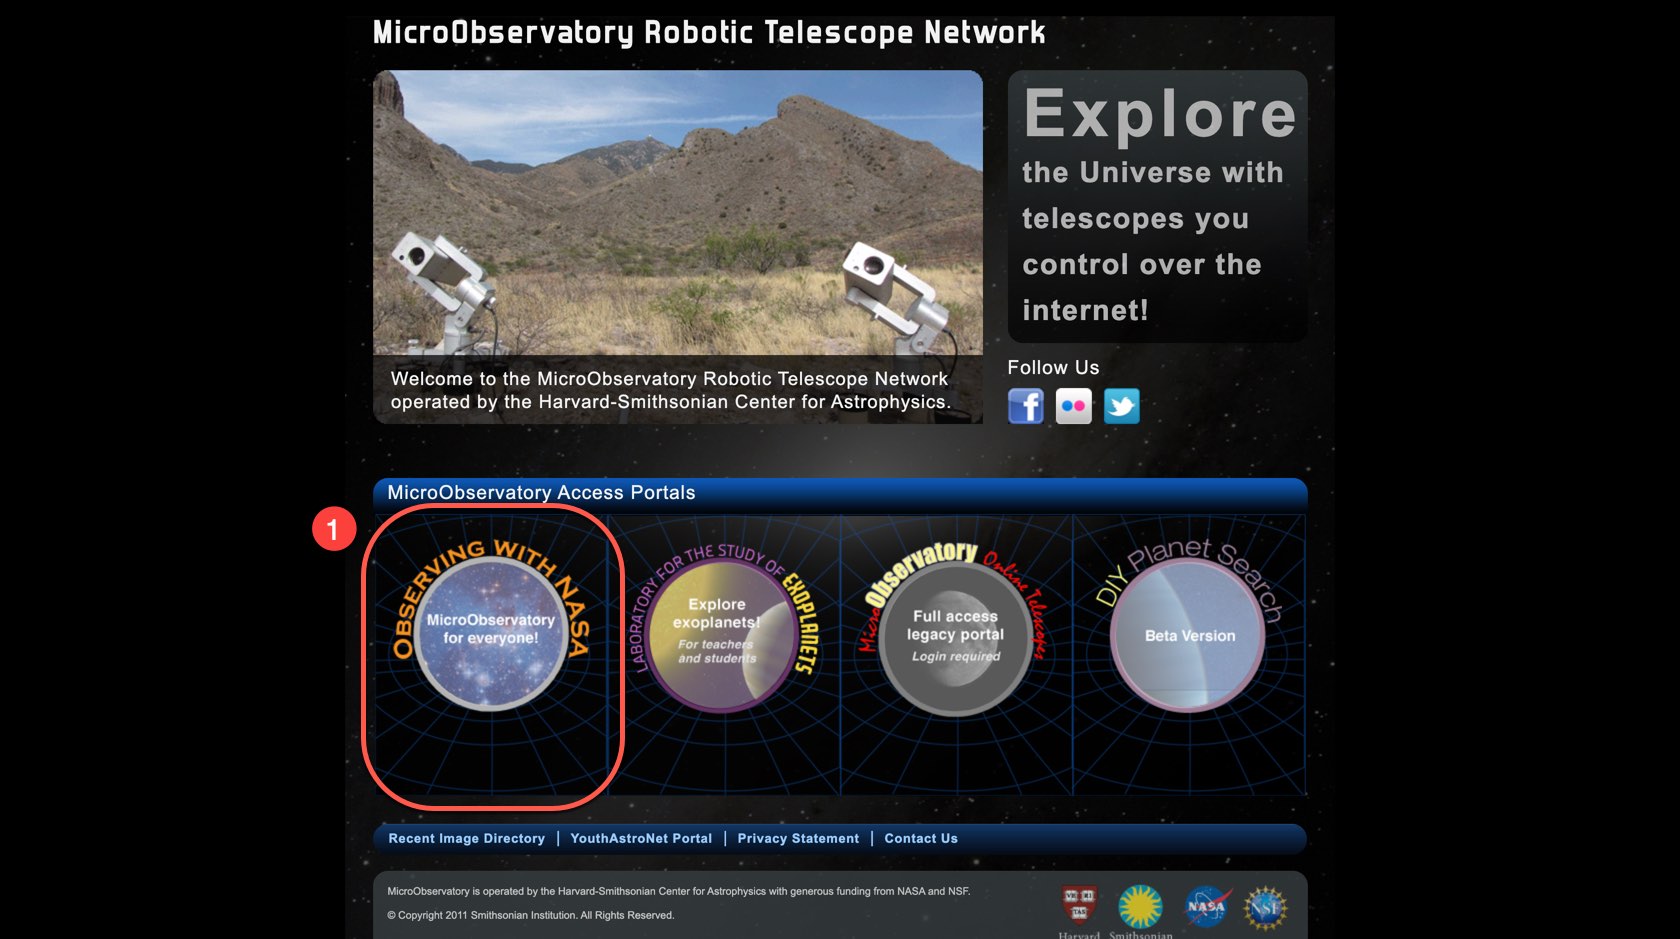 MicroObservatory Robotic Telescope Network
Explore
the Universe with
telescopes you
control over the
internet!
Welcome to the MicroObservatory Robotic Telescope Network
operated by the Harvard-Smithsonian Center for Astrophysics.
Follow Us
MicroObservatory Access Portals
1
OBSERVING WITH NASA
MicroObservatory
for everyone!
LABORATORY FOR THE STUDY OF EXOPLANETS
Explore
exoplanets!
For teachers
and students
MicroObservatory Online Telescopes
Full access
legacy portal
Login required
DIY Planet Search
Beta Version
Recent Image Directory | YouthAstroNet Portal | Privacy Statement | Contact Us
MicroObservatory is operated by the Harvard-Smithsonian Center for Astrophysics with generous funding from NASA and NSF.
© Copyright 2011 Smithsonian Institution. All Rights Reserved.
VE RI
TAS
NASA
NSF
Harvard Smithsonian